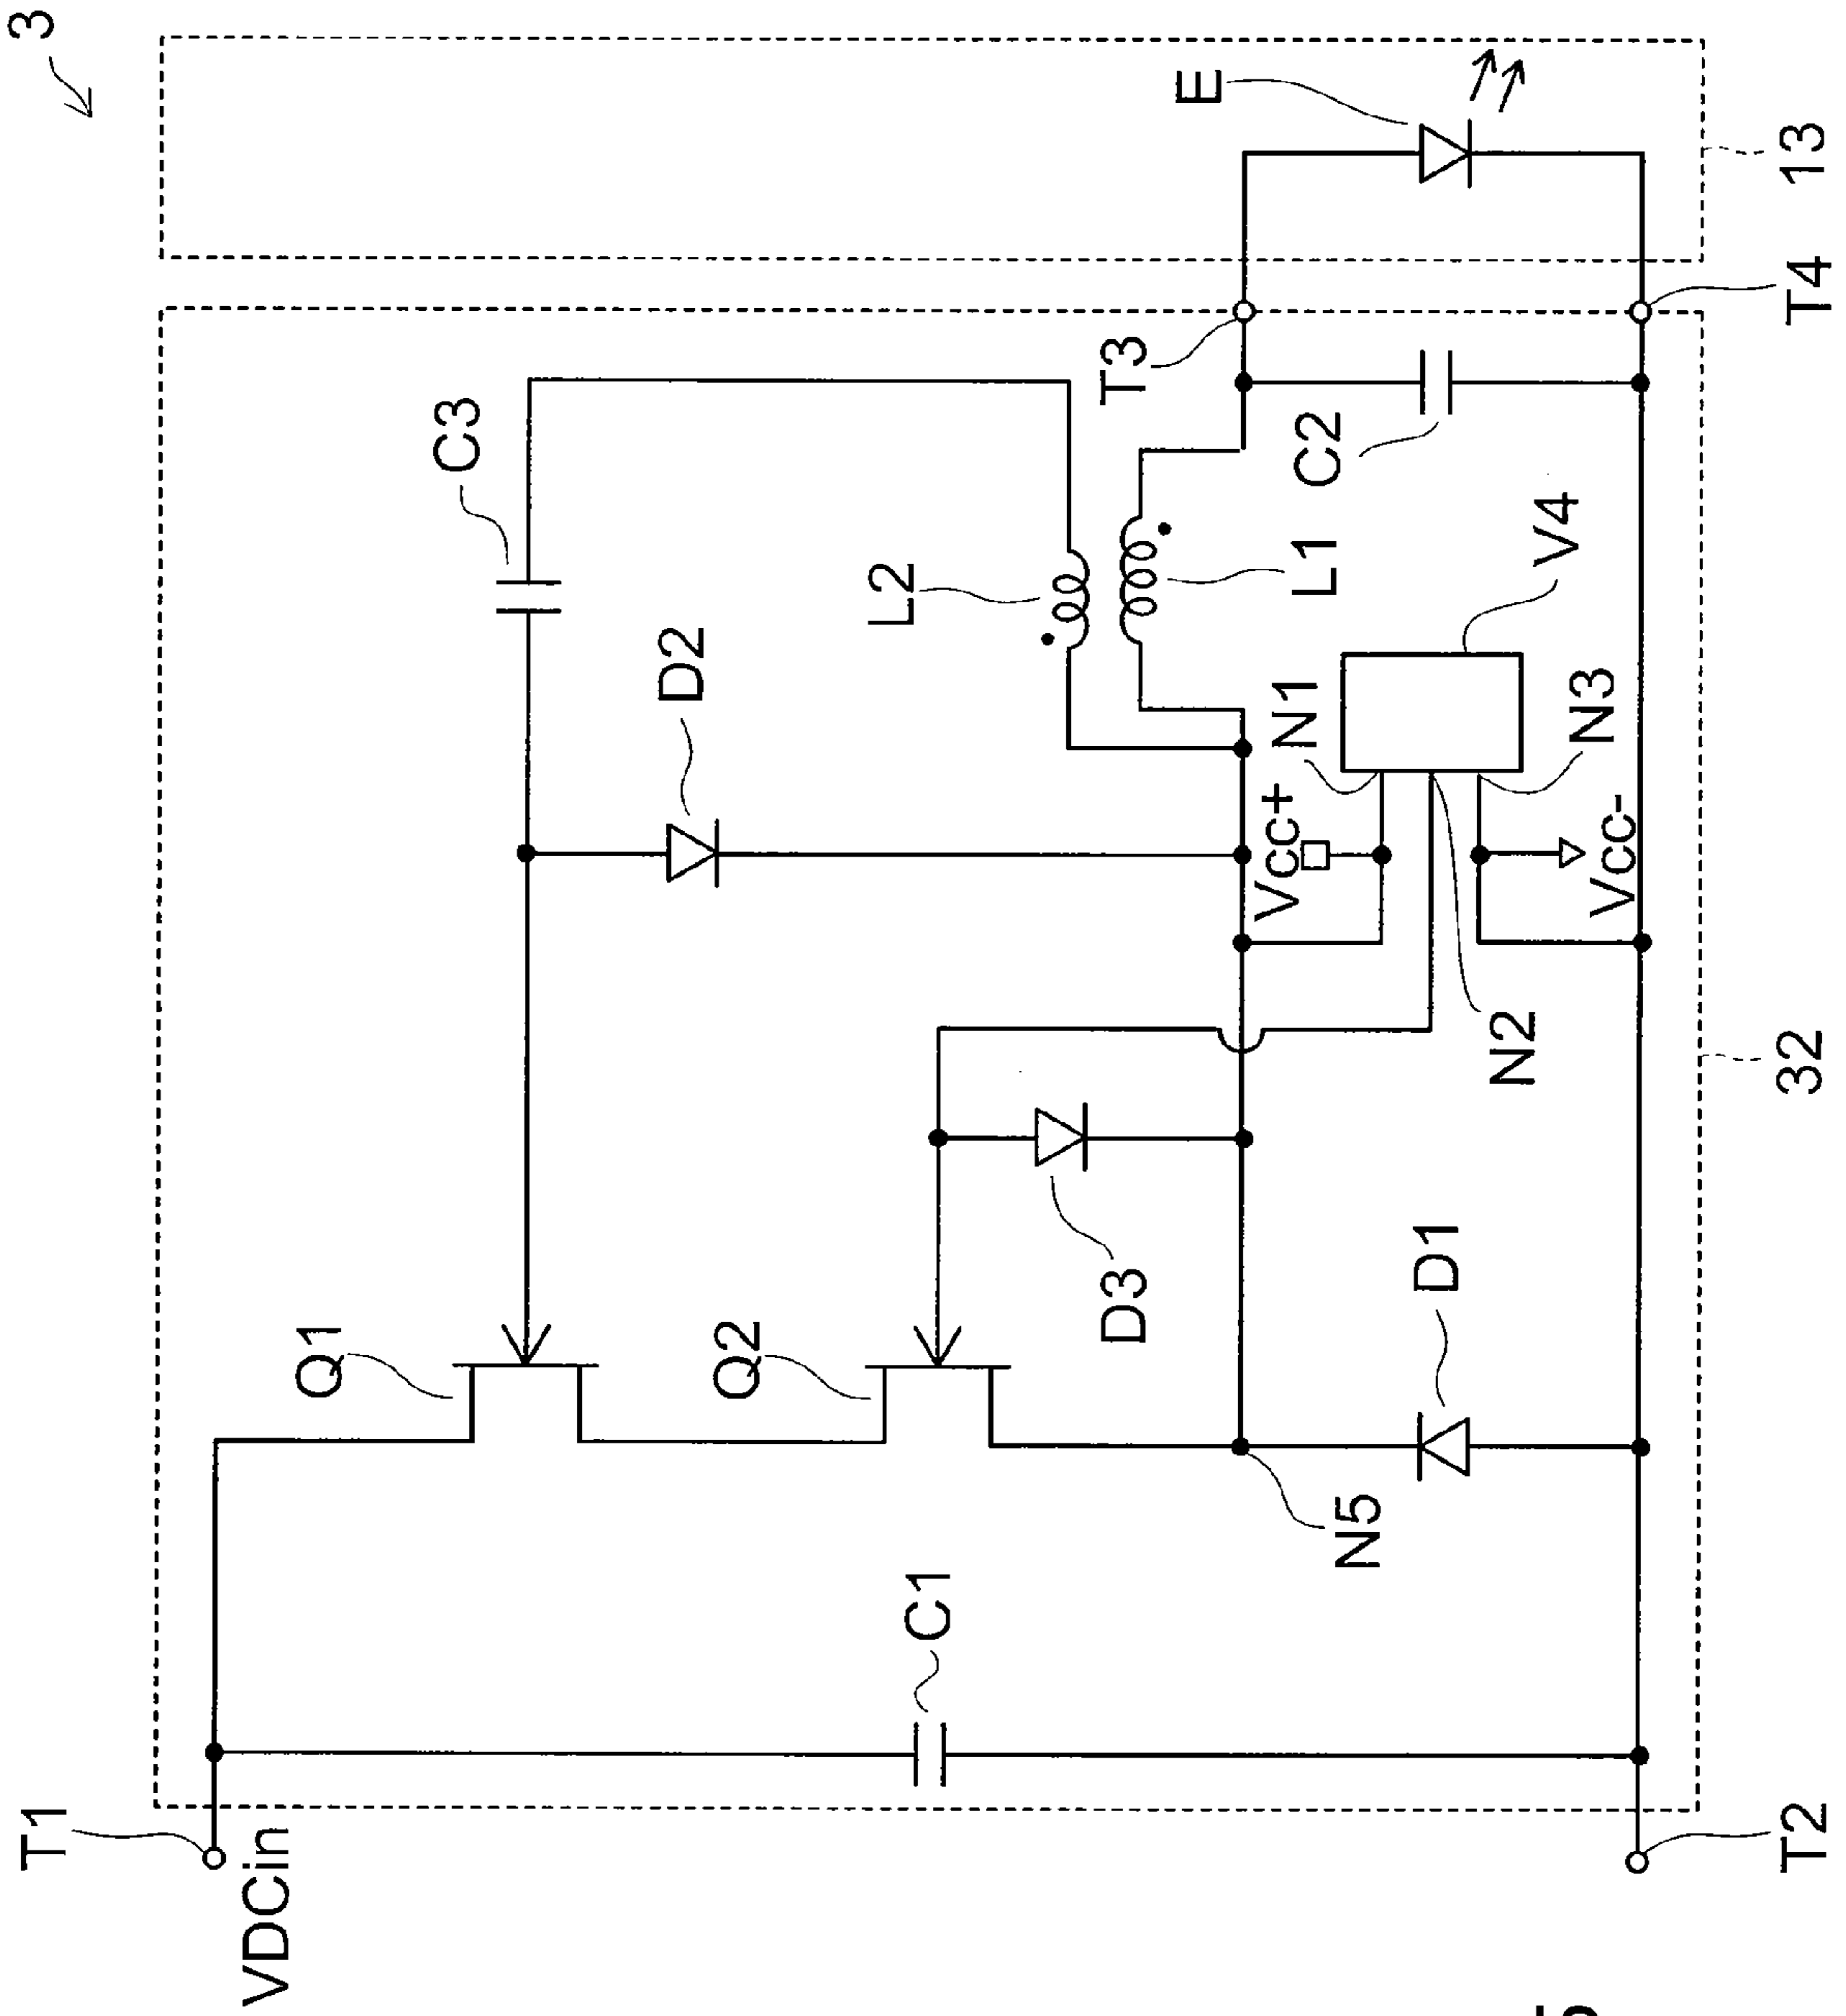 3
T1
VDCin
C1
Q1
Q2
D3
D1
N5
C3
D2
L2
L1
T3
C2
V4
N1
Vcc+
N2
N3
Vcc-
E
T4
T2
32
13